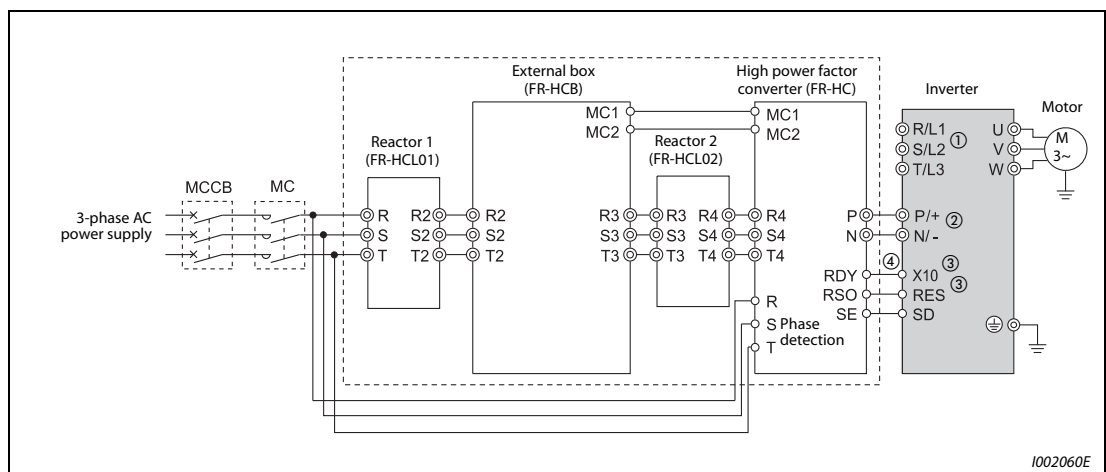 External box
(FR-HCB)
High power factor
converter (FR-HC)
Inverter
Motor
MC1
MC2
MC1
MC2
Reactor 1
(FR-HCL01)
Reactor 2
(FR-HCL02)
R/L1
S/L2
T/L3
①
U
V
W
M
3~
MCCB
MC
3-phase AC
power supply
R
S
T
R2
S2
T2
R2
S2
T2
R3
S3
T3
R3
S3
T3
R4
S4
T4
R4
S4
T4
P
N
P/+
N/-
②
RDY
RSO
SE
④
X10
RES
SD
③
③
R
S
T
Phase
detection
I002060E